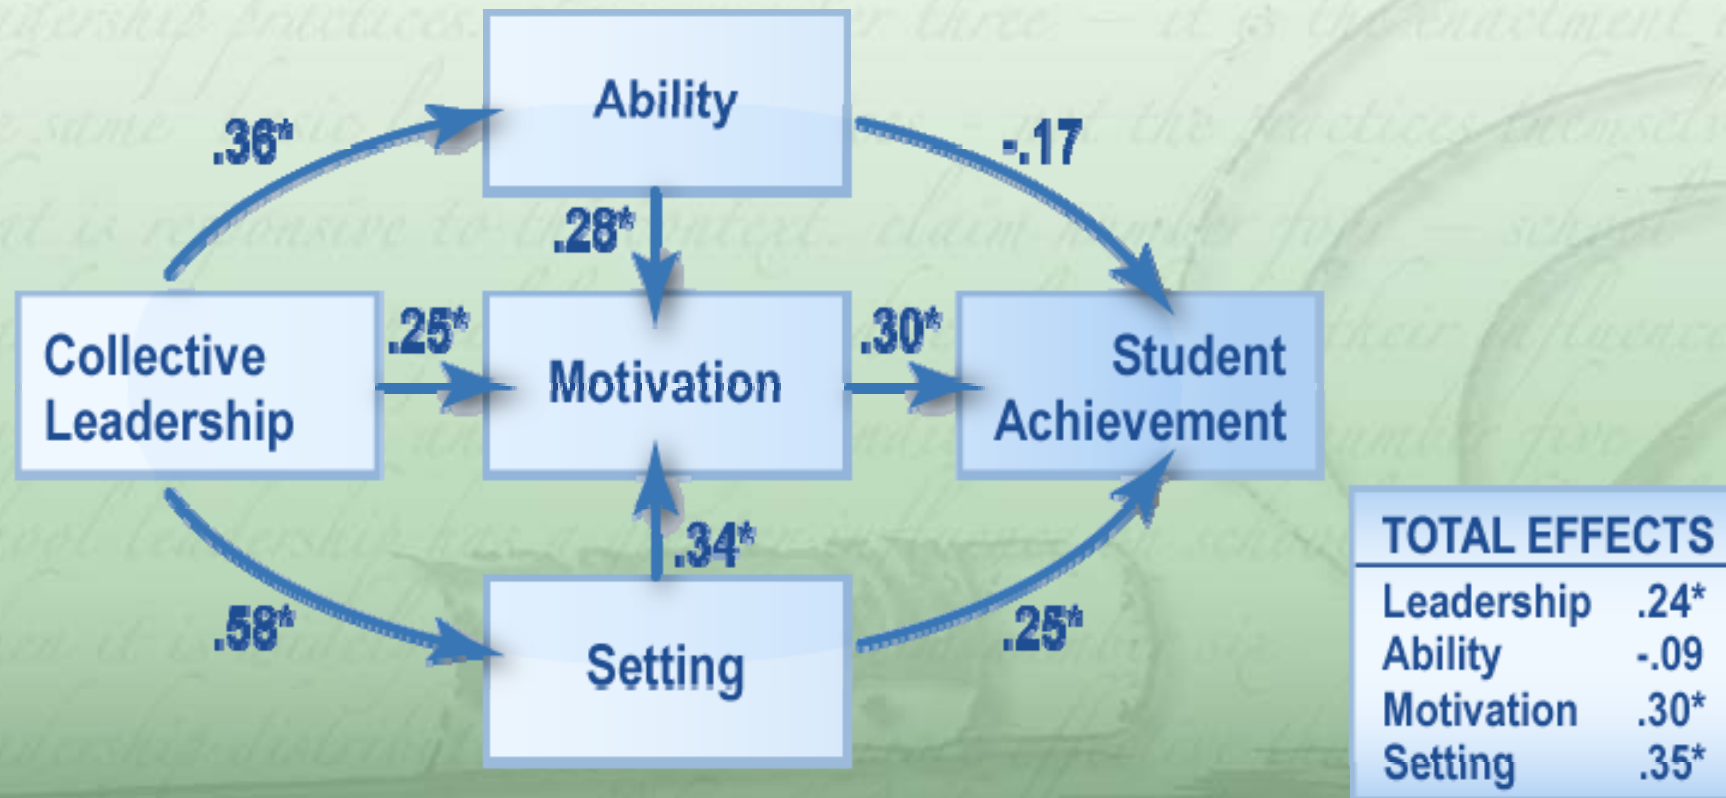 Ability
.36*
-.17
.28*
Collective
Leadership
.25*
Motivation
.30*
Student
Achievement
.34*
.58*
Setting
.25*
TOTAL EFFECTS
Leadership .24*
Ability -.09
Motivation .30*
Setting .35*